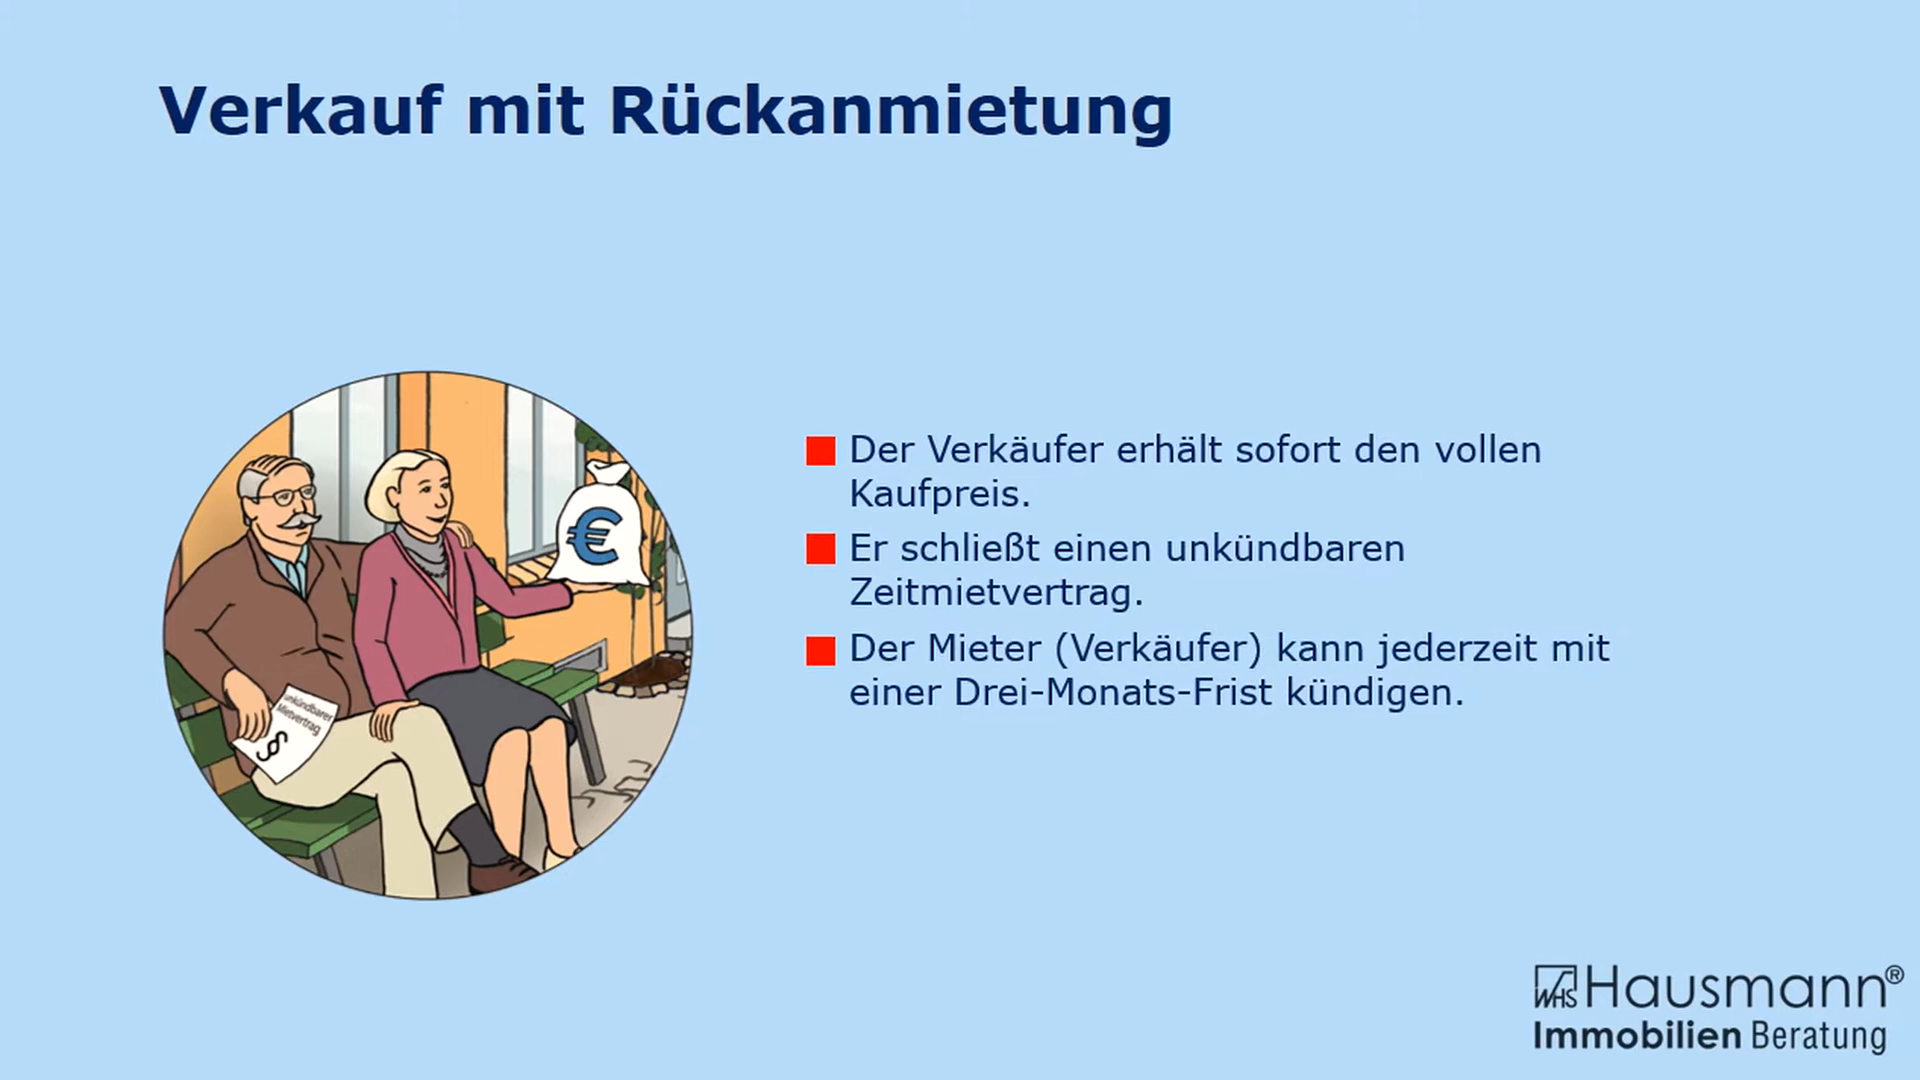 Verkauf mit Rückanmietung
Der Verkäufer erhält sofort den vollen
Kaufpreis.
Er schließt einen unkündbaren
Zeitmietvertrag.
Der Mieter (Verkäufer) kann jederzeit mit
einer Drei-Monats-Frist kündigen.
€
unkündbarer
Mietvertrag
§
WHS Hausmann®
Immobilien Beratung